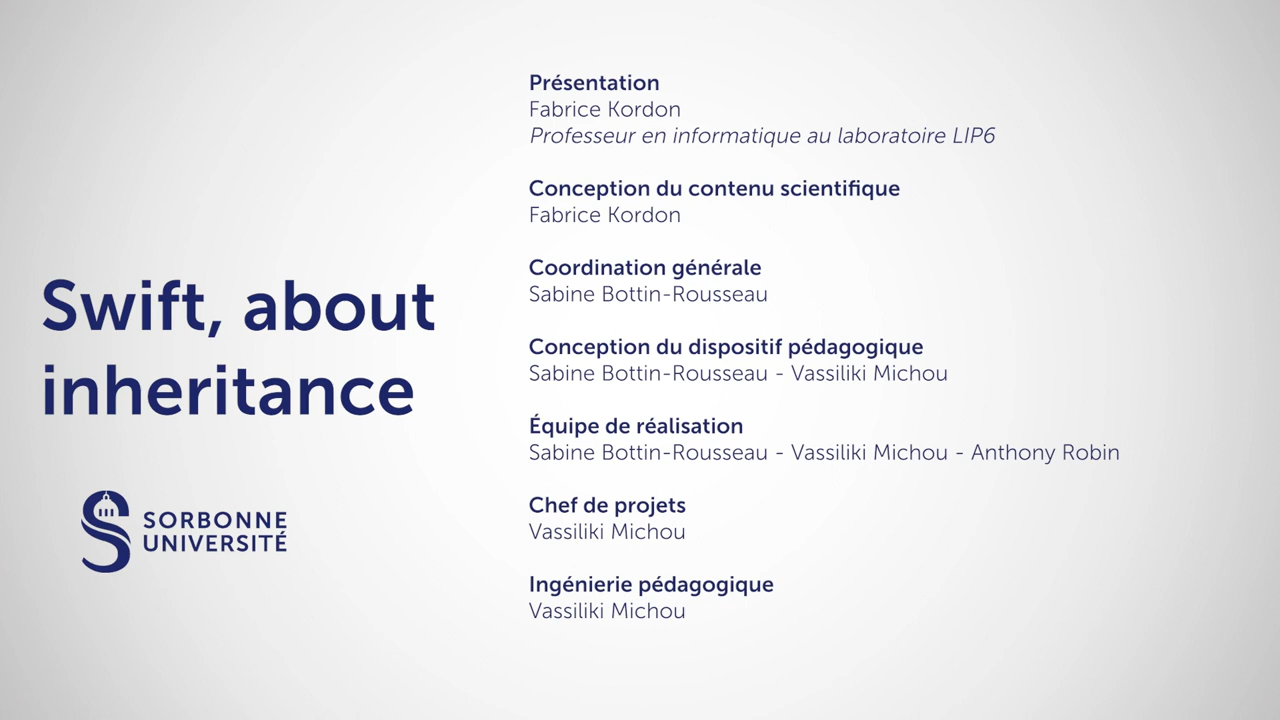 Swift, about
inheritance
SORBONNE
UNIVERSITÉ
Présentation
Fabrice Kordon
Professeur en informatique au laboratoire LIP6
Conception du contenu scientifique
Fabrice Kordon
Coordination générale
Sabine Bottin-Rousseau
Conception du dispositif pédagogique
Sabine Bottin-Rousseau - Vassiliki Michou
Équipe de réalisation
Sabine Bottin-Rousseau - Vassiliki Michou - Anthony Robin
Chef de projets
Vassiliki Michou
Ingénierie pédagogique
Vassiliki Michou